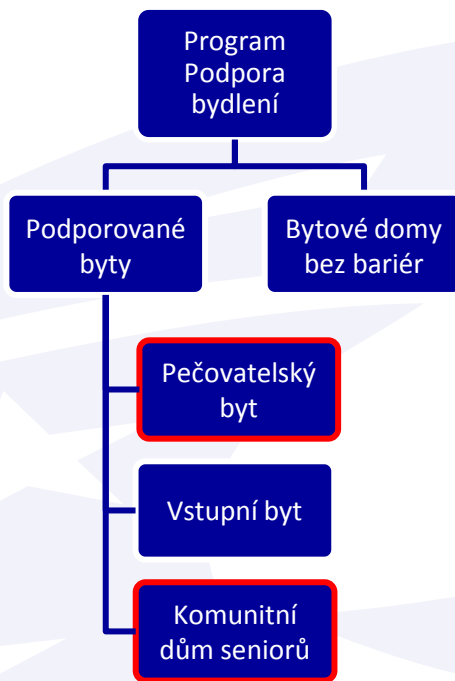 Program
Podpora
bydlení
Podporované
byty
Bytové domy
bez bariér
Pečovatelský
byt
Vstupní byt
Komunitní
dům seniorů